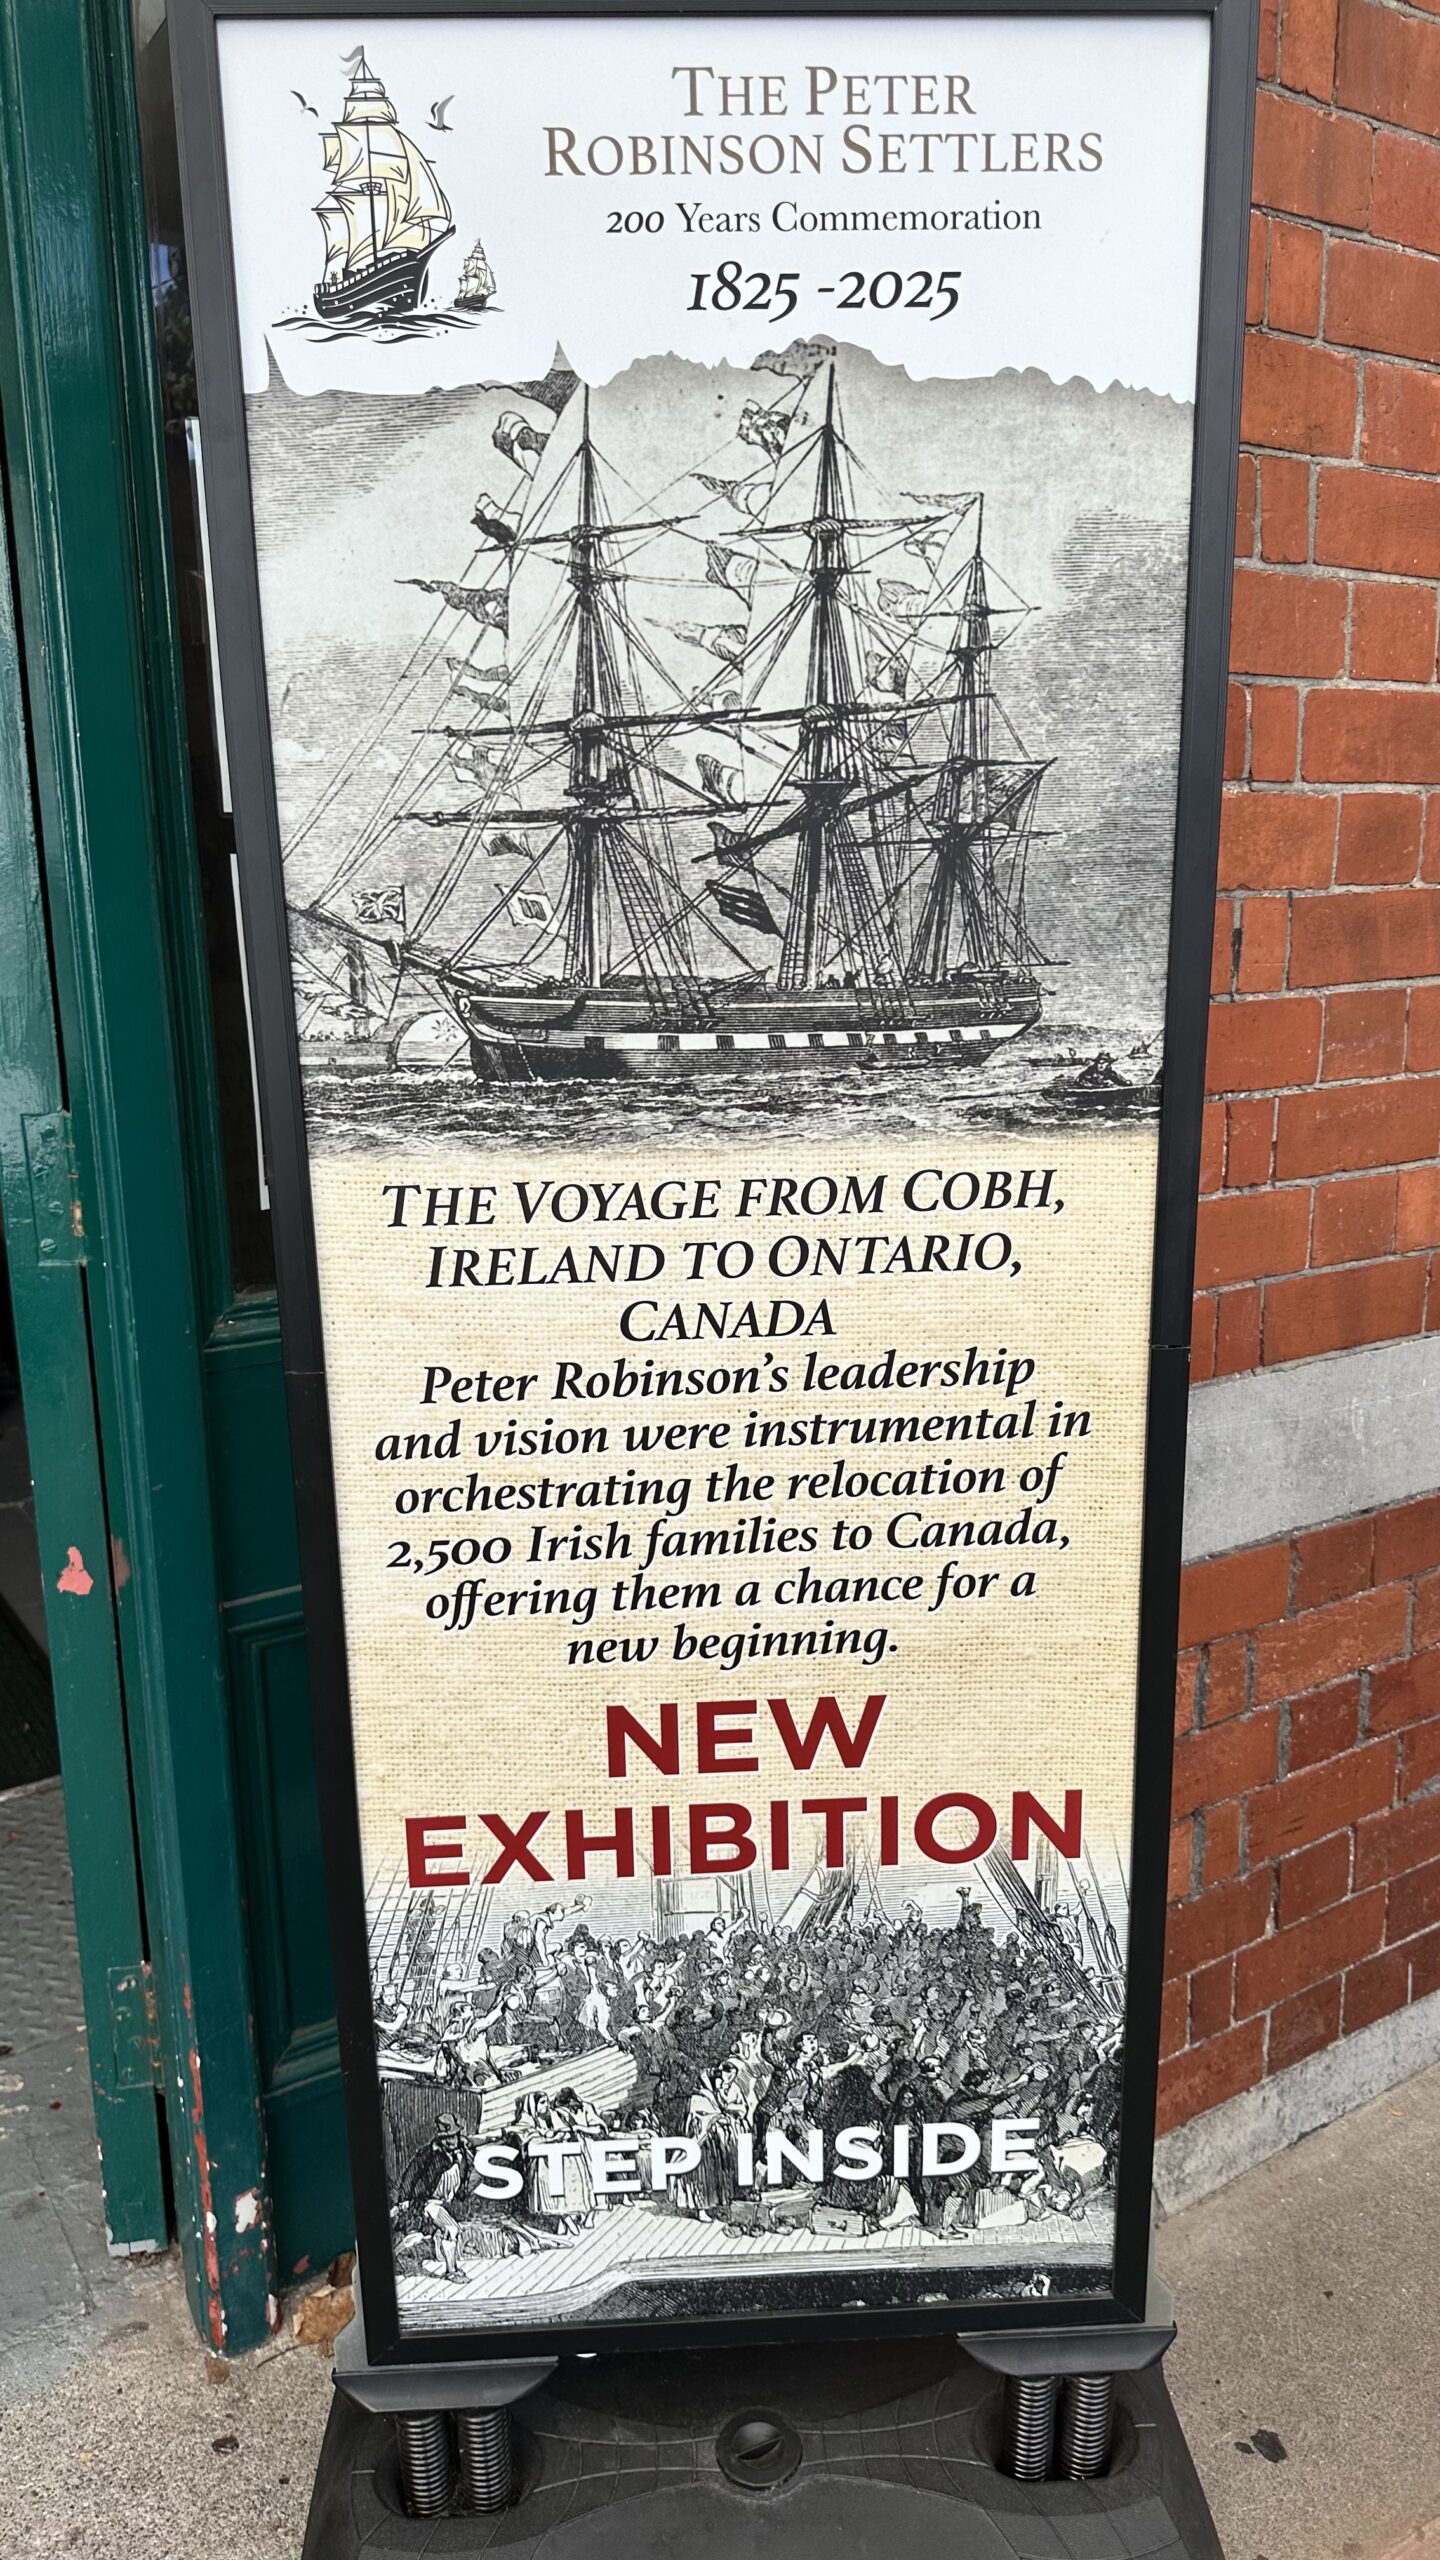 THE PETER
ROBINSON SETTLERS
200 Years Commemoration
1825 -2025
THE VOYAGE FROM COBH,
IRELAND TO ONTARIO,
CANADA
Peter Robinson's leadership
and vision were instrumental in
orchestrating the relocation of
2,500 Irish families to Canada,
offering them a chance for a
new beginning.
NEW
EXHIBITION
STEP INSIDE